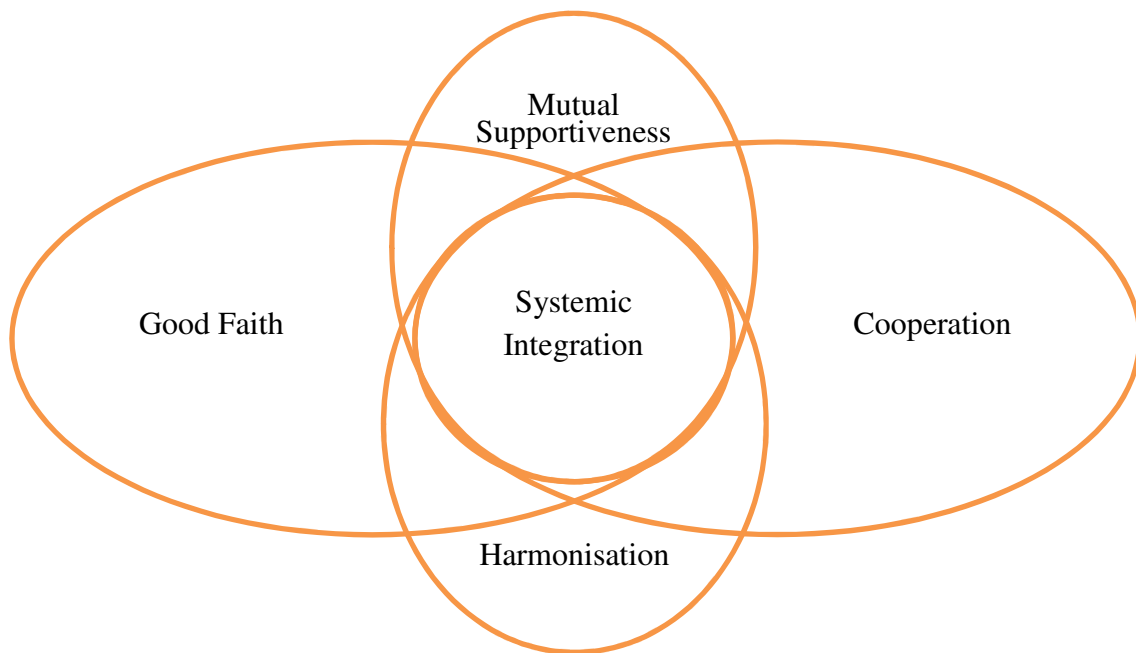 Mutual
Supportiveness
Good Faith
Systemic
Integration
Cooperation
Harmonisation